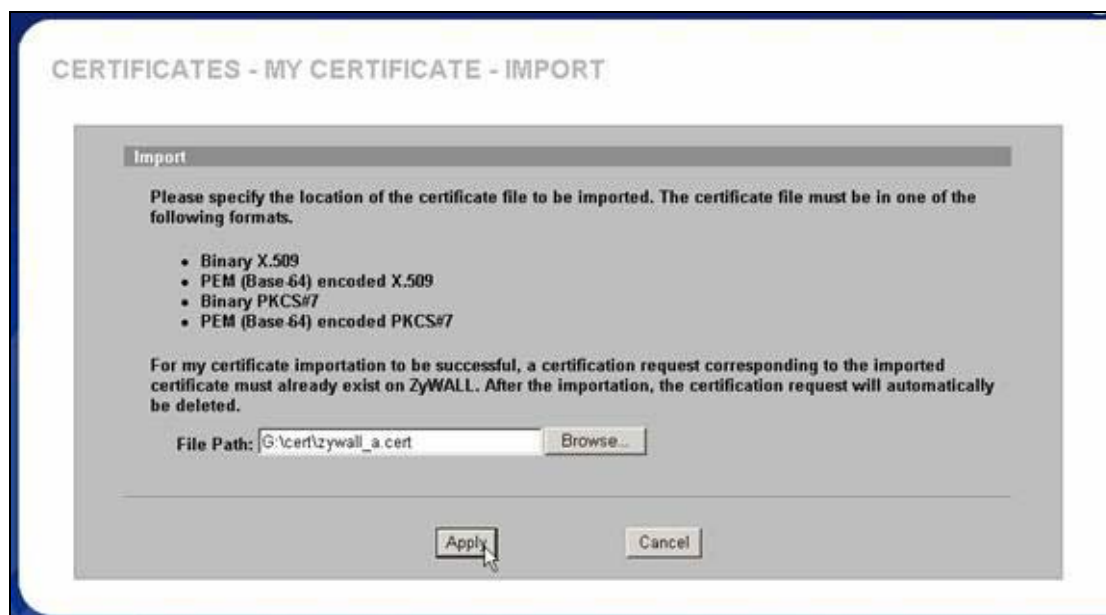 CERTIFICATES - MY CERTIFICATE - IMPORT
Import
Please specify the location of the certificate file to be imported. The certificate file must be in one of the
following formats.
• Binary X.509
• PEM (Base-64) encoded X.509
• Binary PKCS#7
• PEM (Base-64) encoded PKCS#7
For my certificate importation to be successful, a certification request corresponding to the imported
certificate must already exist on ZyWALL. After the importation, the certification request will automatically
be deleted.
File Path: G:\cert\zywall_a.cert Browse...
Apply Cancel